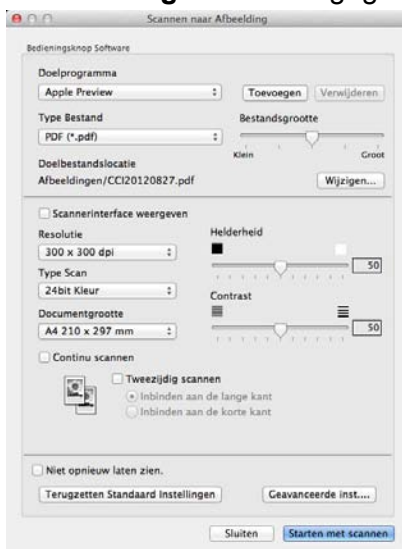 Scannen naar Afbeelding
Bedieningsknop Software
Doelprogramma
Apple Preview
Toevoegen
Verwijderen
Type Bestand
Bestandsgrootte
PDF (*.pdf)
Klein
Groot
Doelbestandslocatie
Afbeeldingen/CCI20120827.pdf
Wijzigen...
Scannerinterface weergeven
Resolutie
Helderheid
300 x 300 dpi
50
Type Scan
24bit Kleur
Contrast
Documentgrootte
50
A4 210 x 297 mm
Continu scannen
Tweezijdig scannen
Inbinden aan de lange kant
Inbinden aan de korte kant
Niet opnieuw laten zien.
Terugzetten Standaard Instellingen
Geavanceerde inst....
Sluiten
Starten met scannen